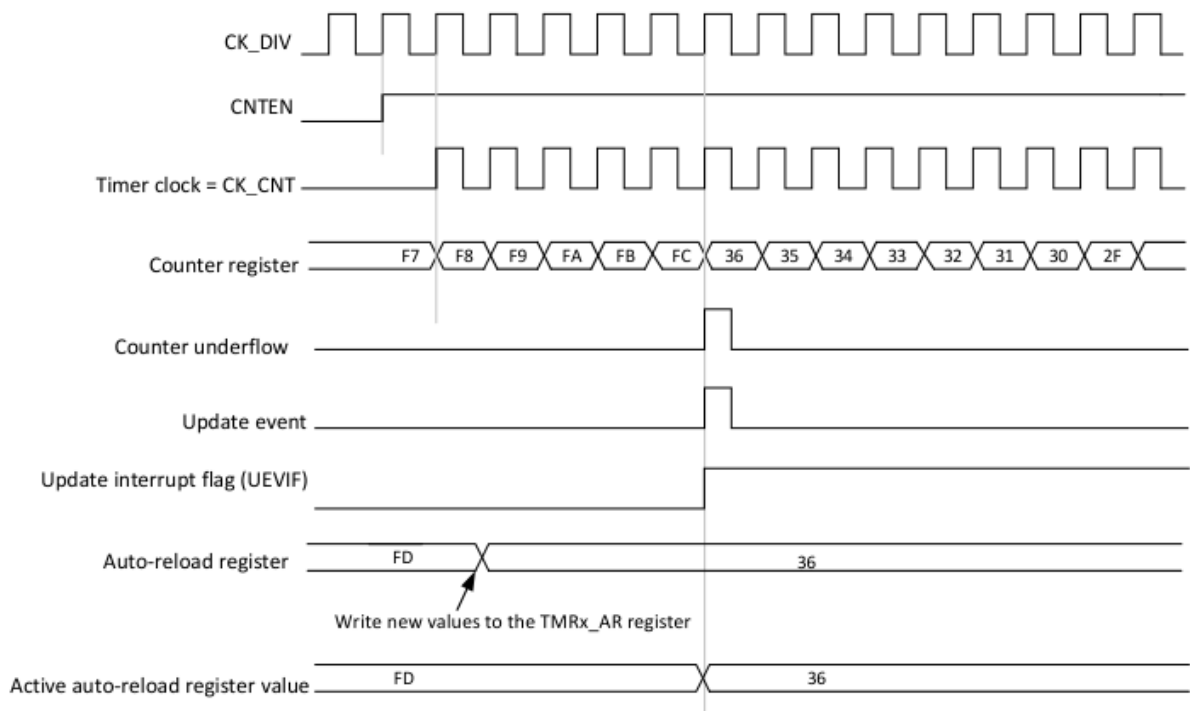 CK_DIV
CNTEN
Timer clock = CK_CNT
Counter register F7 F8 F9 FA FB FC 36 35 34 33 32 31 30 2F
Counter underflow
Update event
Update interrupt flag (UEVIF)
Auto-reload register FD 36
Write new values to the TMRx_AR register
Active auto-reload register value FD 36